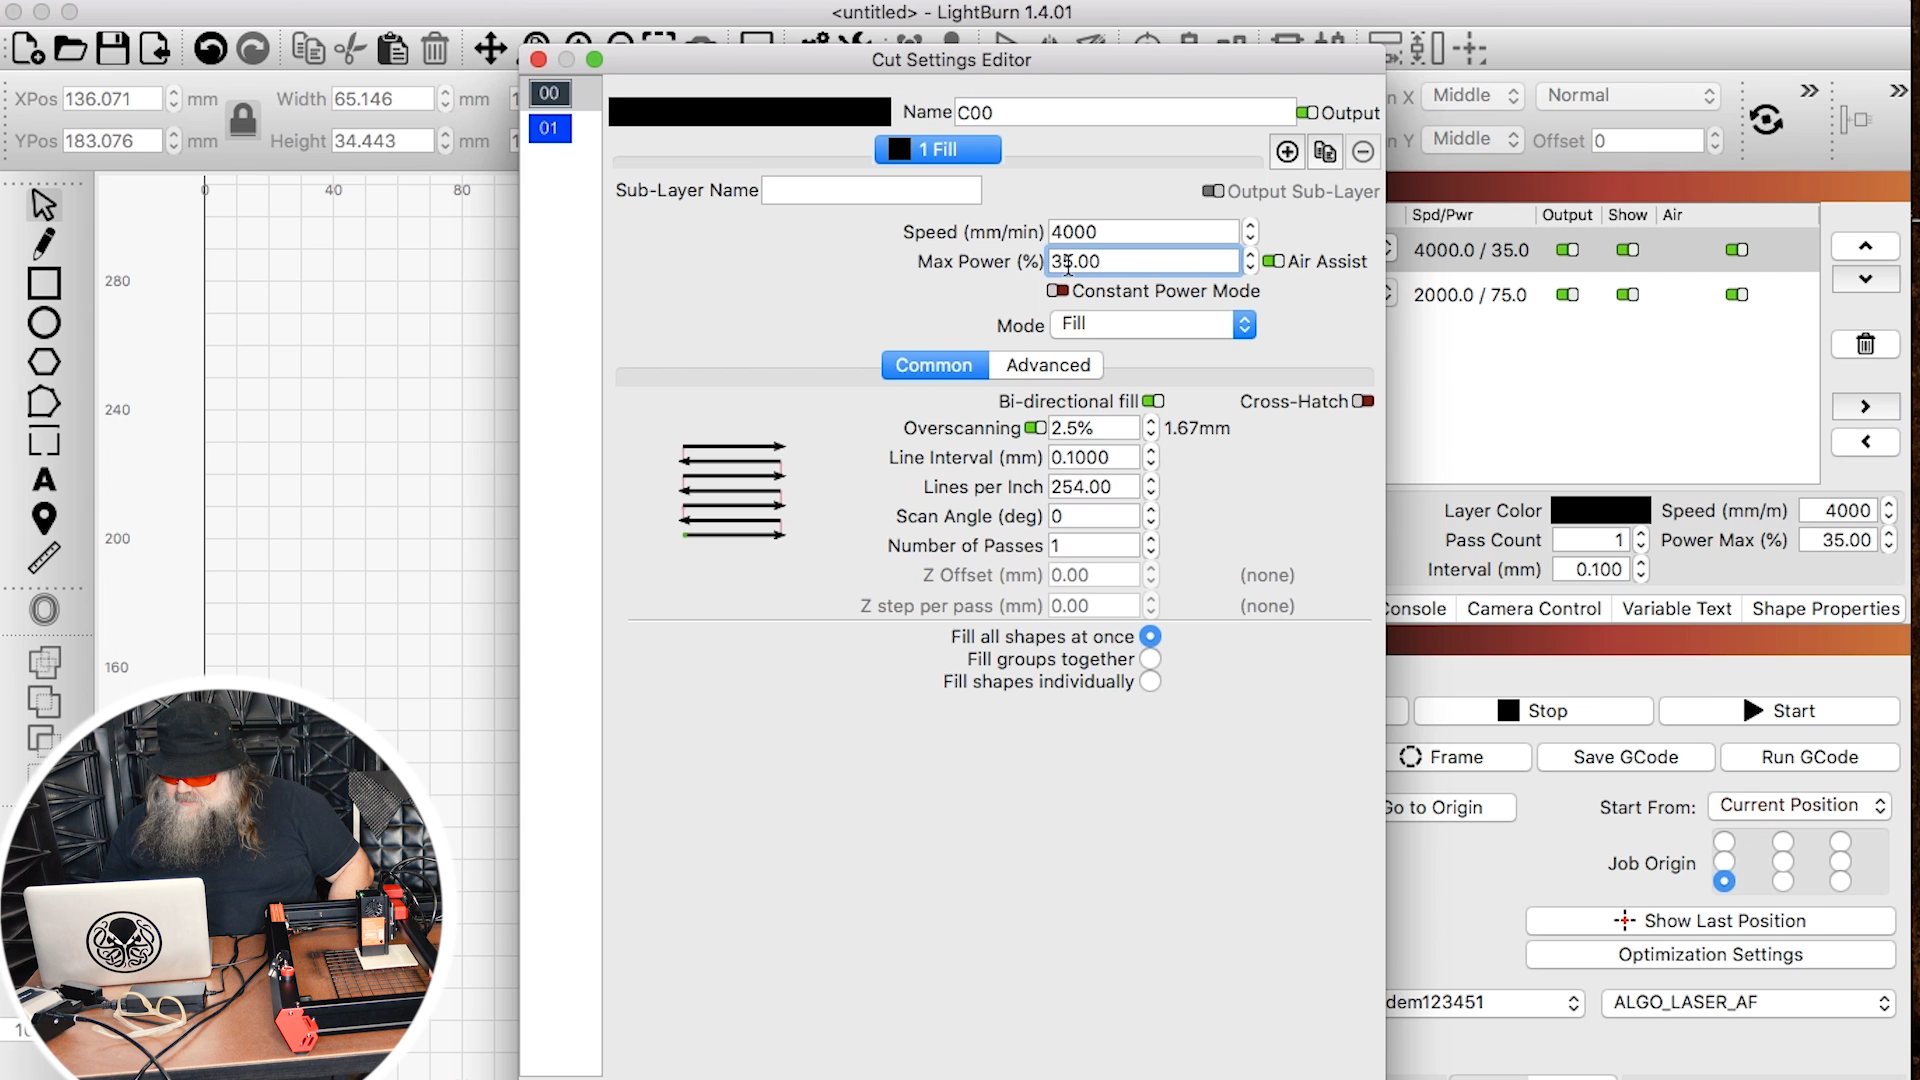 <untitled> - LightBurn 1.4.01
Cut Settings Editor
XPos 136.071 mm Width 65.146 mm
YPos 183.076 mm Height 34.443 mm
00
01
Name C00 Output
1 Fill
Sub-Layer Name Output Sub-Layer
Speed (mm/min) 4000
Max Power (%) 35.00 Air Assist
Constant Power Mode
Mode Fill
Common Advanced
Bi-directional fill Cross-Hatch
Overscanning 2.5% 1.67mm
Line Interval (mm) 0.1000
Lines per Inch 254.00
Scan Angle (deg) 0
Number of Passes 1
Z Offset (mm) 0.00 (none)
Z step per pass (mm) 0.00 (none)
Fill all shapes at once
Fill groups together
Fill shapes individually
n X Middle Normal
n Y Middle Offset 0
Spd/Pwr Output Show Air
4000.0 / 35.0
2000.0 / 75.0
Layer Color Speed (mm/m) 4000
Pass Count 1 Power Max (%) 35.00
Interval (mm) 0.100
Console Camera Control Variable Text Shape Properties
Stop Start
Frame Save GCode Run GCode
Go to Origin Start From: Current Position
Job Origin
Show Last Position
Optimization Settings
dem123451 ALGO_LASER_AF
0 40 80
280
240
200
160